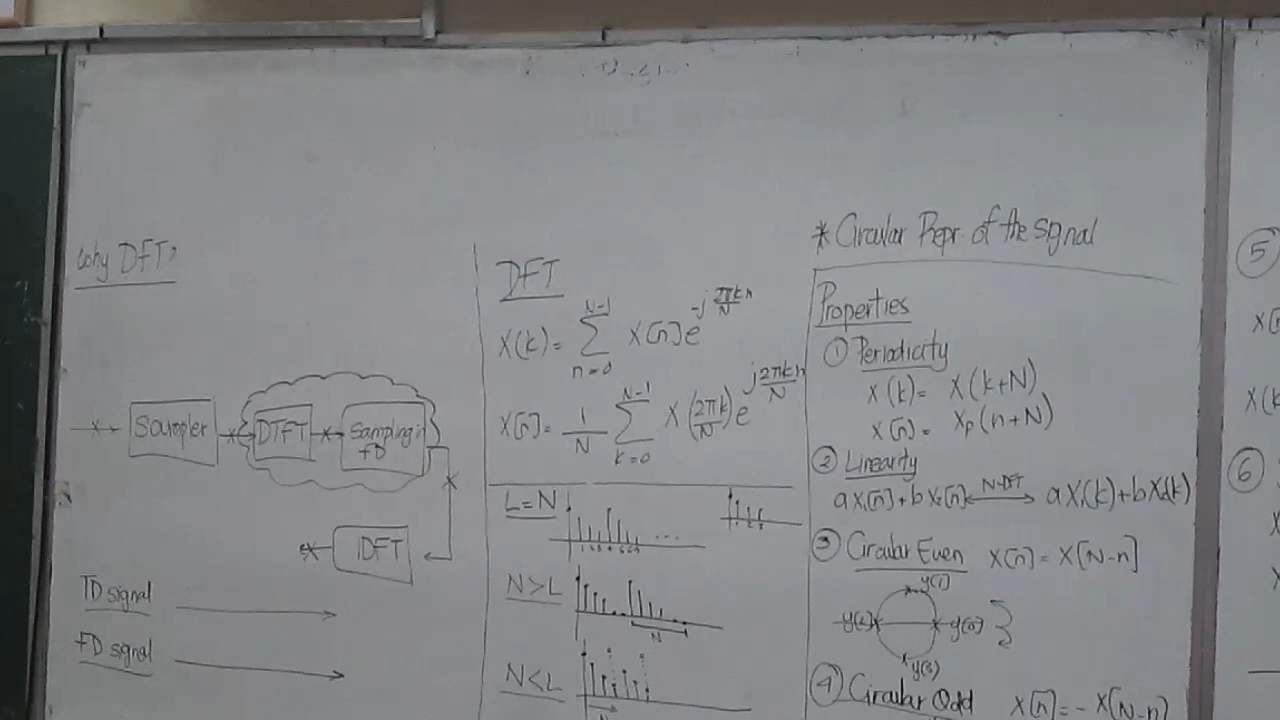 Why DFT?
Sampler
DTFT
Sampling in
FD
IDFT
TD signal
FD signal
DFT
X(k) = Σ_{n=0}^{N-1} x[n] e^{-j 2πkn/N}
x[n] = 1/N Σ_{k=0}^{N-1} X(2πk/N) e^{j 2πkn/N}
L=N
...
N>L
N
N<L
* Circular Repr. of the signal
Properties
① Periodicity
X(k) = X(k+N)
x[n] = Xp(n+N)
② Linearity
a x₁[n] + b x₂[n] ⟷ N-DFT a X₁(k) + b X₂(k)
③ Circular Even x[n] = x[N-n]
y(1)
y(2) y(0)
y(3)
④ Circular Odd x[n] = - x[N-n]
⑤
⑥